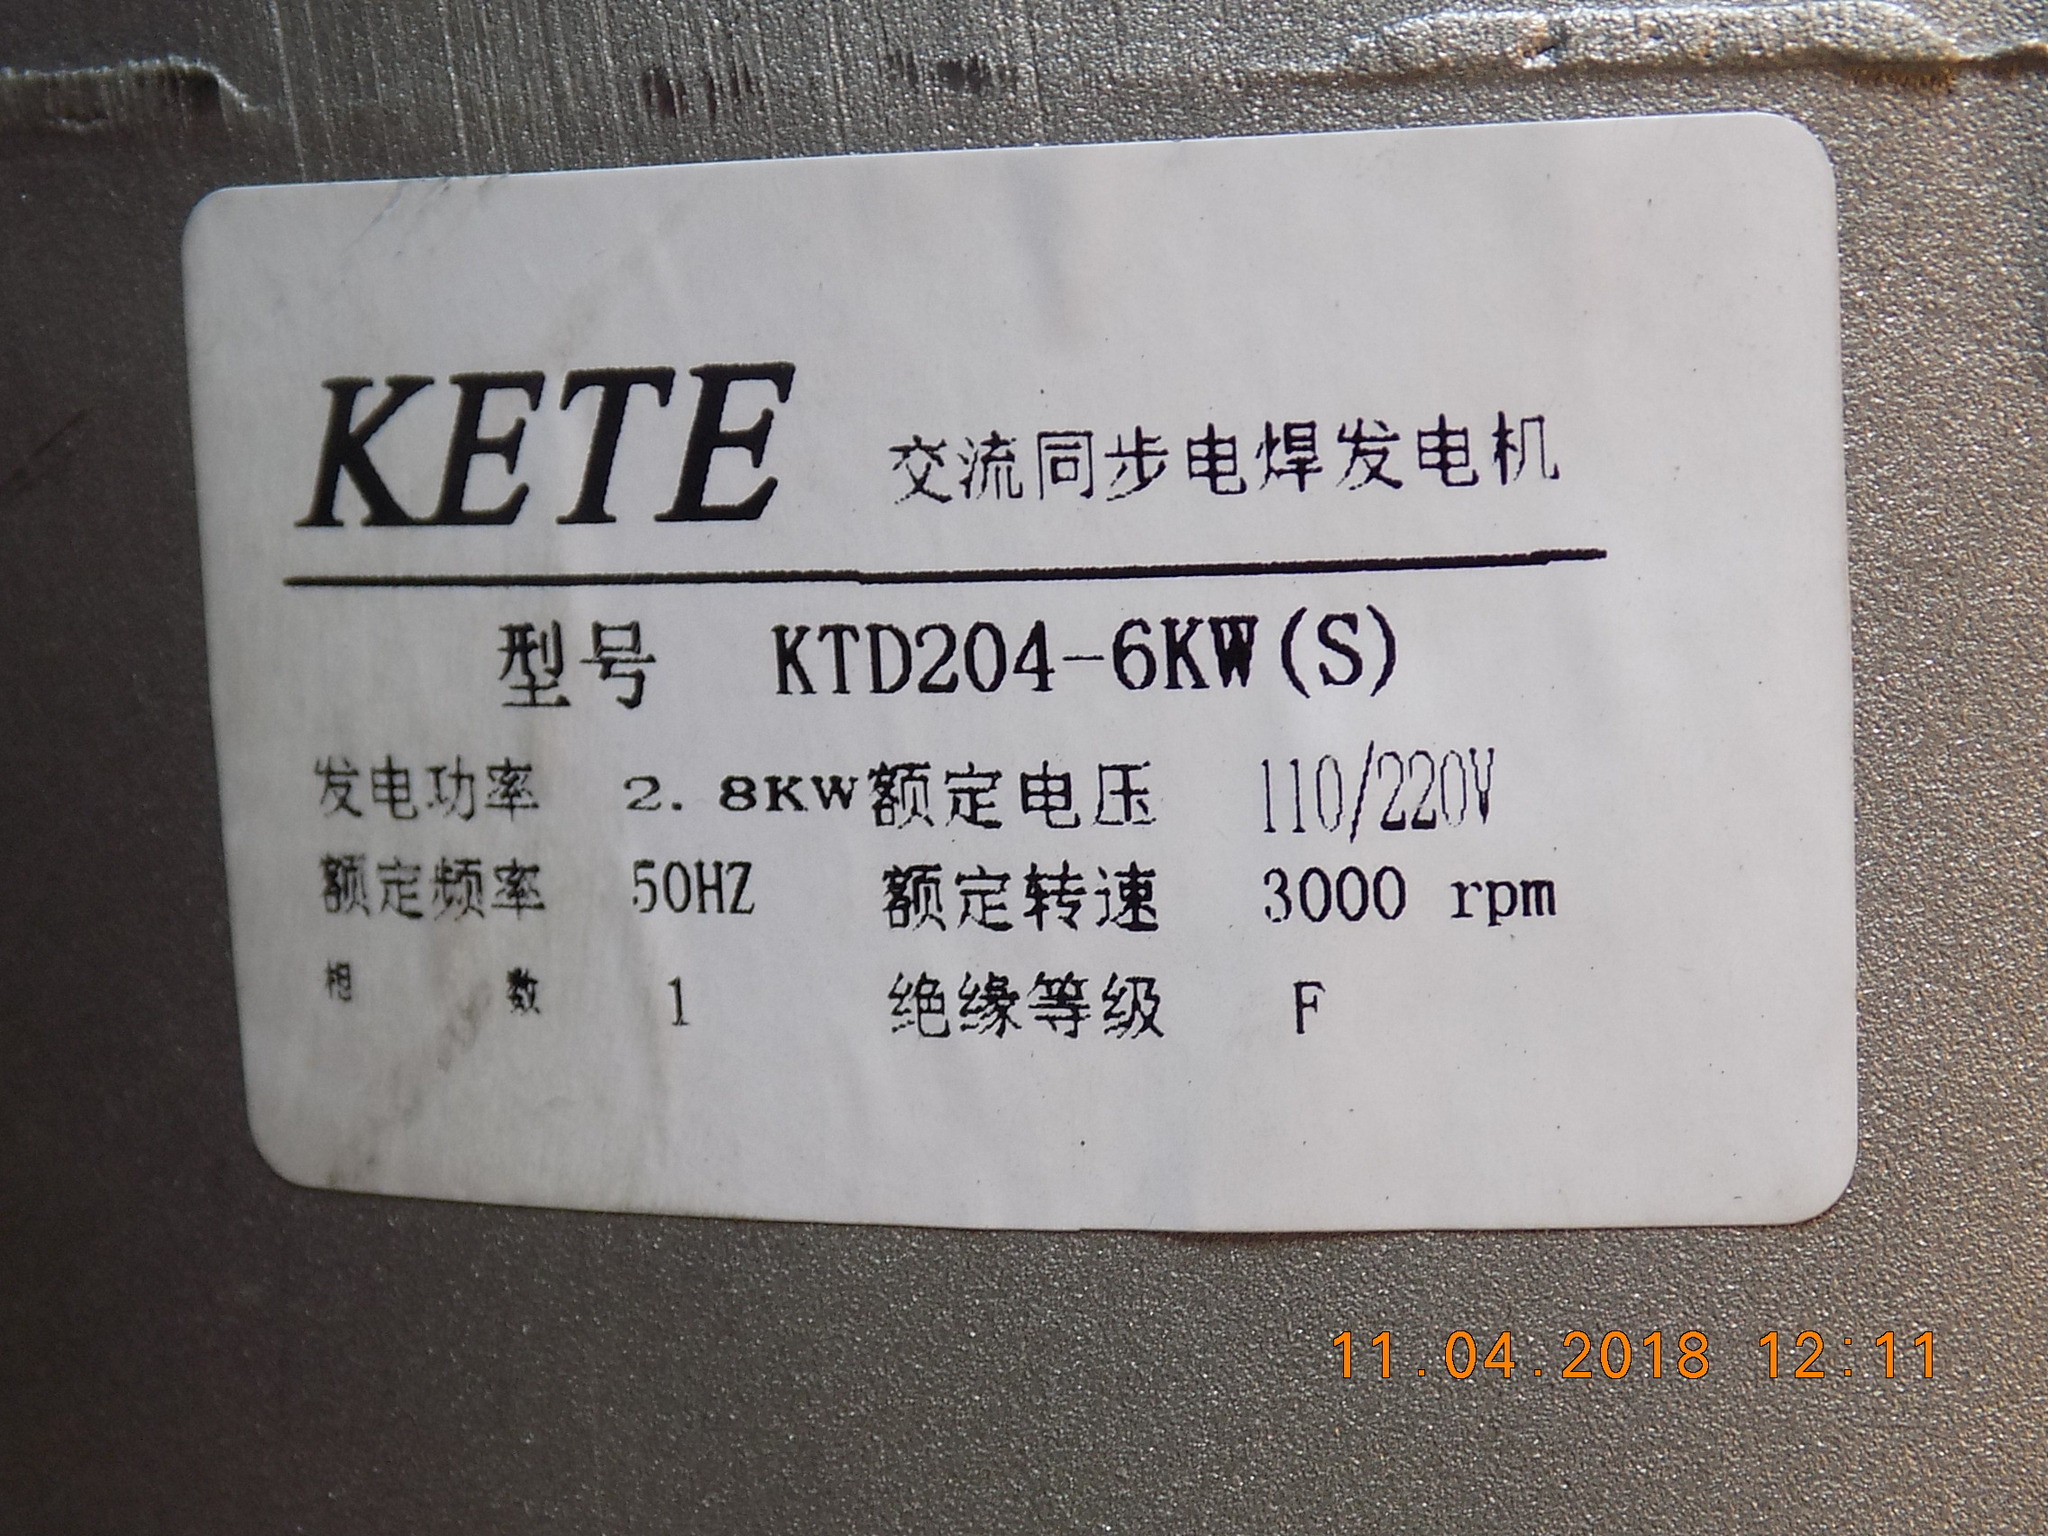 KETE 交流同步电焊发电机
型号 KTD204-6KW(S)
发电功率 2.8KW 额定电压 110/220V
额定频率 50HZ 额定转速 3000 rpm
相 数 1 绝缘等级 F
11.04.2018 12:11